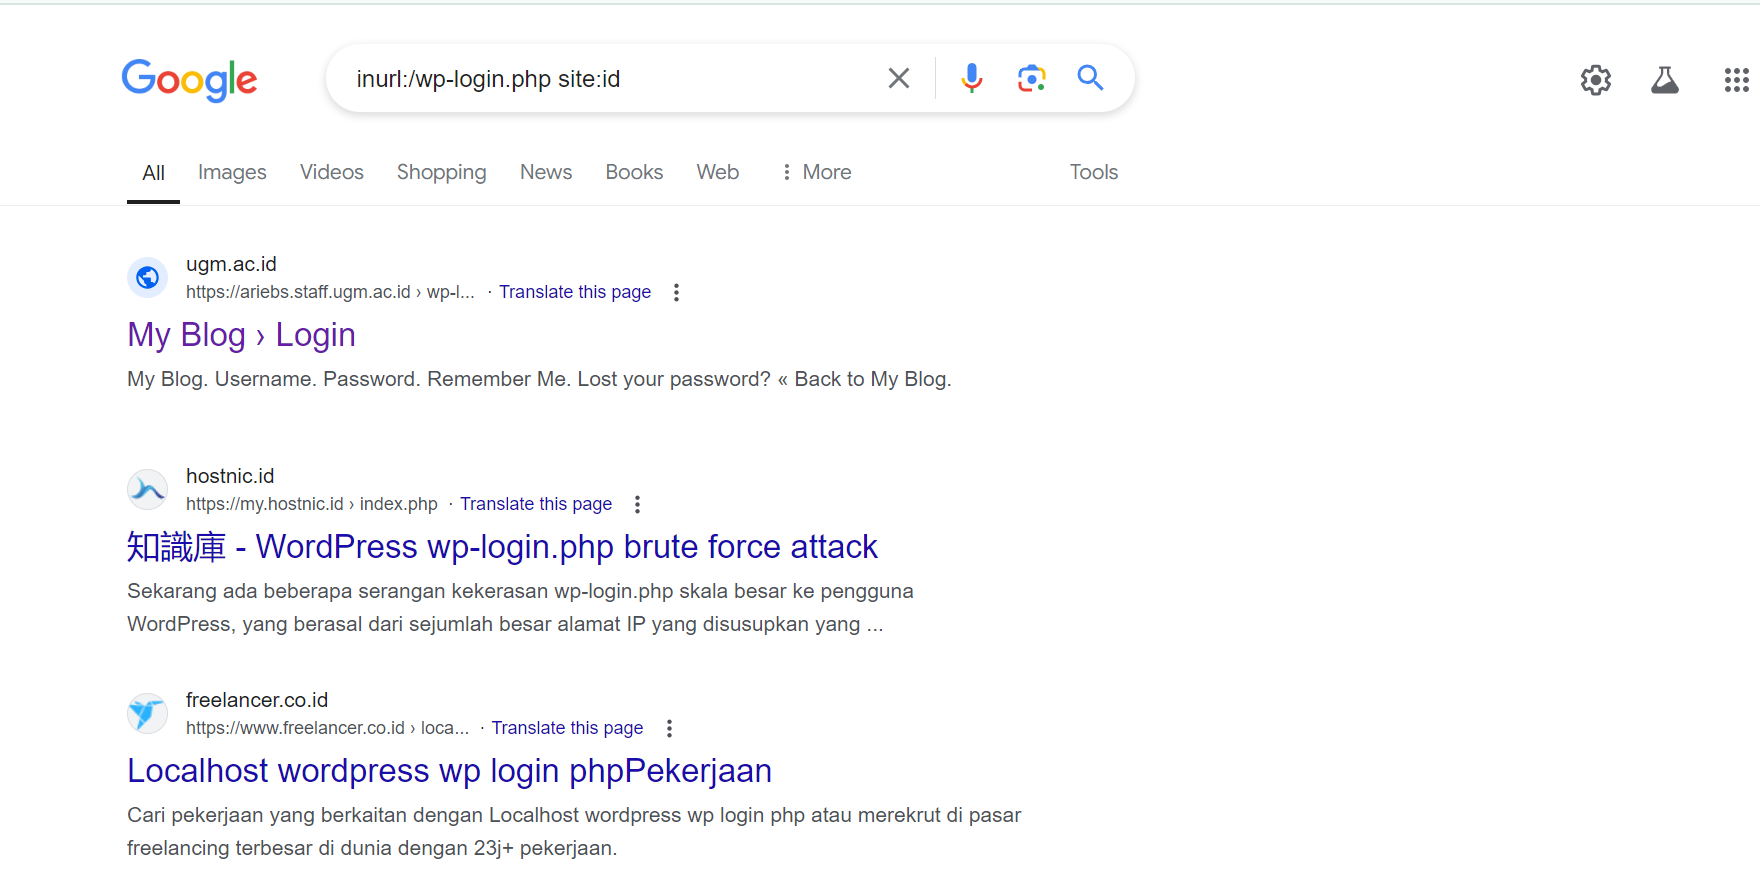 Google
inurl:/wp-login.php site:id
All Images Videos Shopping News Books Web More Tools
ugm.ac.id
https://ariebs.staff.ugm.ac.id › wp-l... · Translate this page
My Blog › Login
My Blog. Username. Password. Remember Me. Lost your password? « Back to My Blog.
hostnic.id
https://my.hostnic.id › index.php · Translate this page
知識庫 - WordPress wp-login.php brute force attack
Sekarang ada beberapa serangan kekerasan wp-login.php skala besar ke pengguna
WordPress, yang berasal dari sejumlah besar alamat IP yang disusupkan yang ...
freelancer.co.id
https://www.freelancer.co.id › loca... · Translate this page
Localhost wordpress wp login phpPekerjaan
Cari pekerjaan yang berkaitan dengan Localhost wordpress wp login php atau merekrut di pasar
freelancing terbesar di dunia dengan 23j+ pekerjaan.